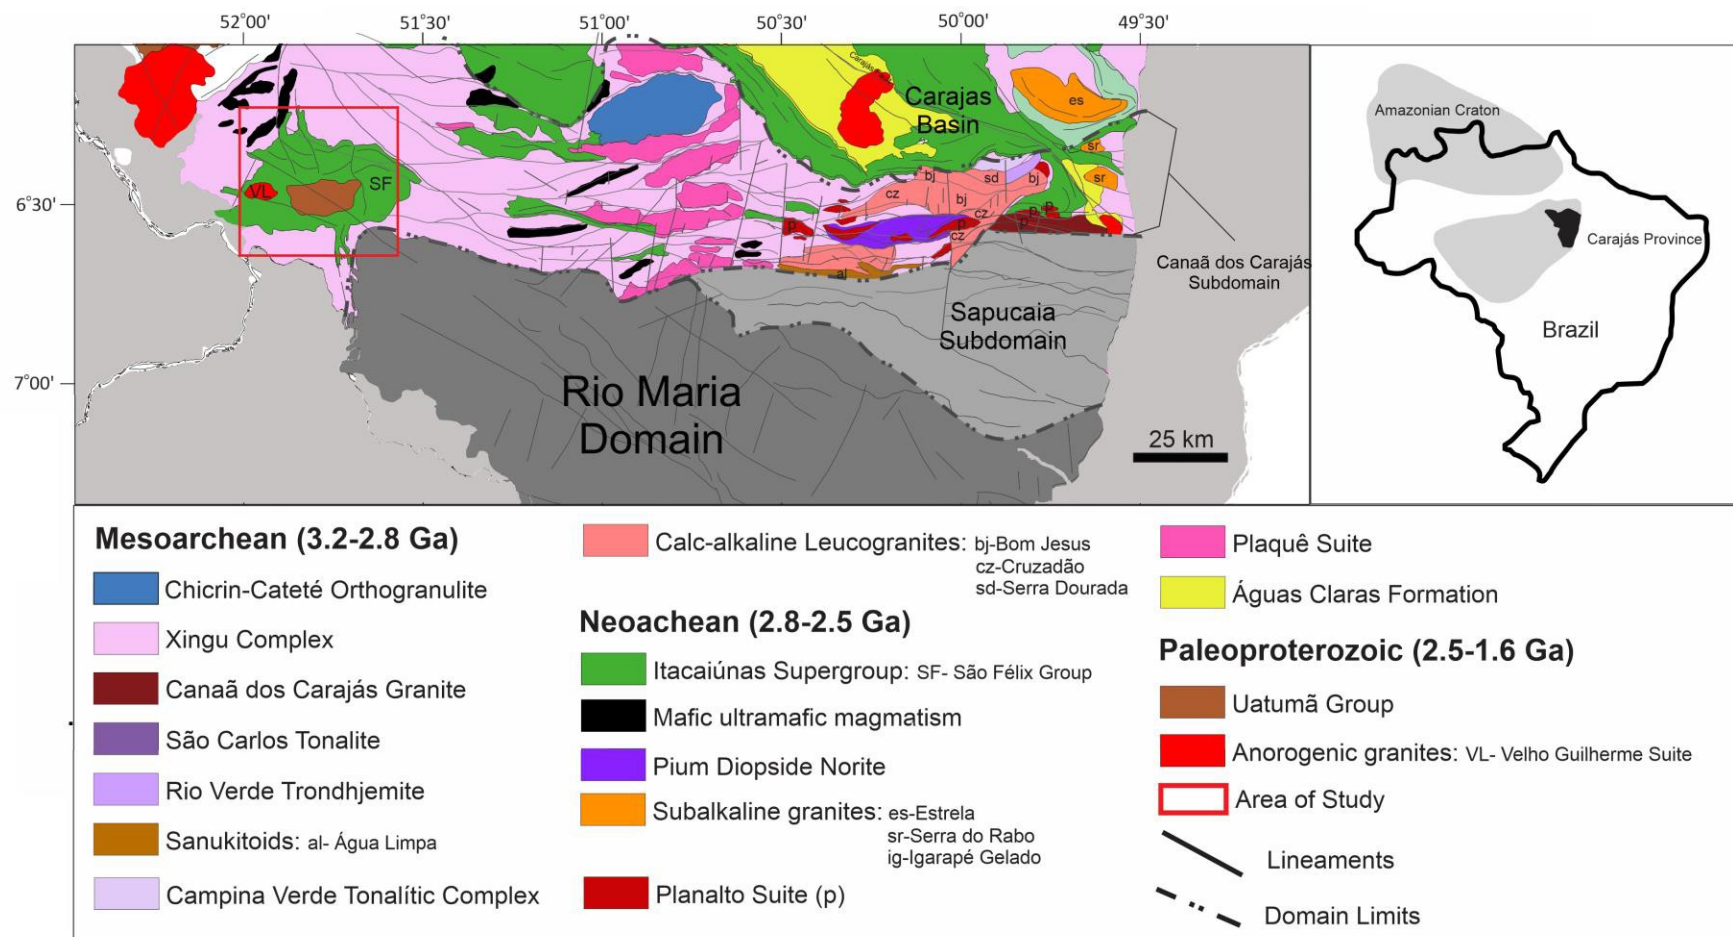 52°00'
51°30'
51°00'
50°30'
50°00'
49°30'
6°30'
7°00'
Carajas
Basin
es
sr
sr
VL
SF
bj
sd
bj
cz
bj
cz
p
p
p
p
p
cz
al
Canaã dos Carajás
Subdomain
Sapucaia
Subdomain
Rio Maria
Domain
25 km
Amazonian Craton
Carajás Province
Brazil
Mesoarchean (3.2-2.8 Ga)
Chicrin-Cateté Orthogranulite
Xingu Complex
Canaã dos Carajás Granite
São Carlos Tonalite
Rio Verde Trondhjemite
Sanukitoids: al- Água Limpa
Campina Verde Tonalític Complex
Calc-alkaline Leucogranites: bj-Bom Jesus
cz-Cruzadão
sd-Serra Dourada
Neoachean (2.8-2.5 Ga)
Itacaiúnas Supergroup: SF- São Félix Group
Mafic ultramafic magmatism
Pium Diopside Norite
Subalkaline granites: es-Estrela
sr-Serra do Rabo
ig-Igarapé Gelado
Planalto Suite (p)
Plaquê Suite
Águas Claras Formation
Paleoproterozoic (2.5-1.6 Ga)
Uatumã Group
Anorogenic granites: VL- Velho Guilherme Suite
Area of Study
Lineaments
Domain Limits